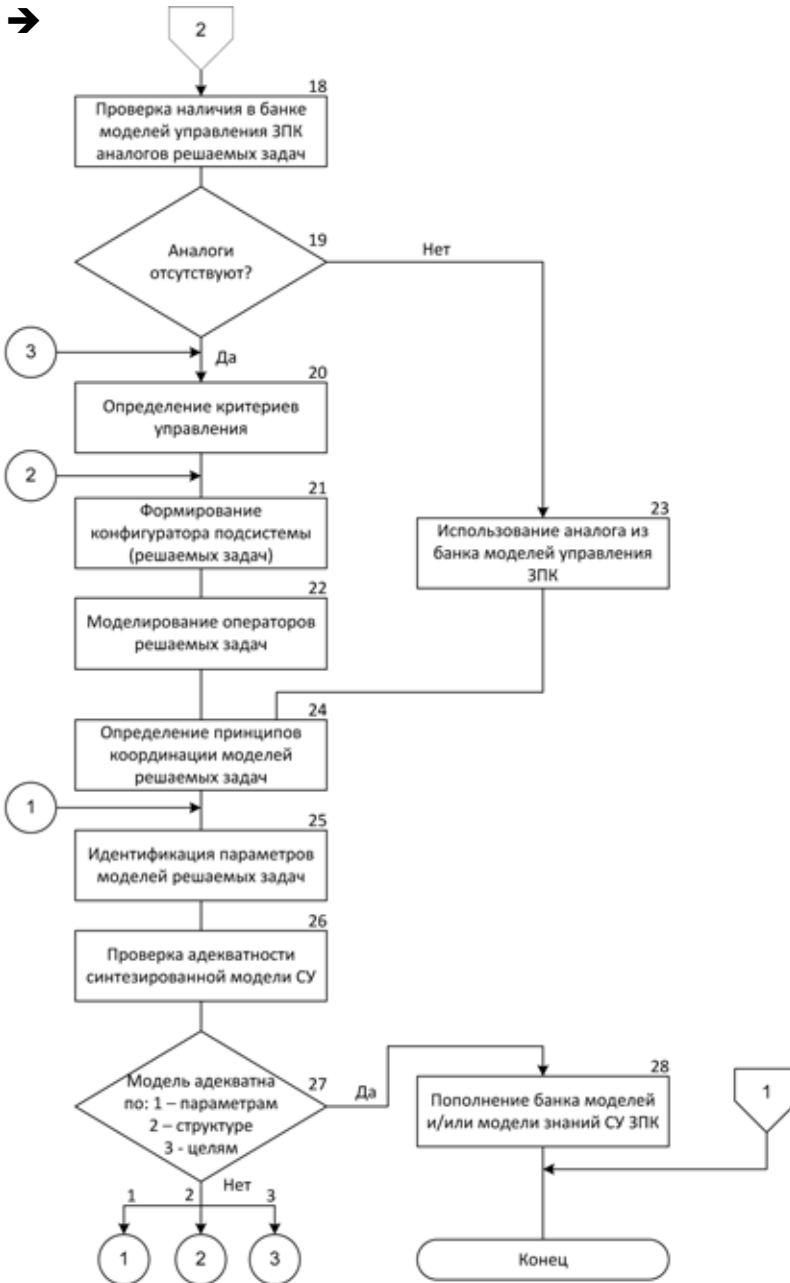 ➔
2
18
Проверка наличия в банке
моделей управления ЗПК
аналогов решаемых задач
19
Аналоги
отсутствуют?
Нет
3
Да
20
Определение критериев
управления
2
21
Формирование
конфигуратора подсистемы
(решаемых задач)
23
Использование аналога из
банка моделей управления
ЗПК
22
Моделирование операторов
решаемых задач
24
Определение принципов
координации моделей
решаемых задач
1
25
Идентификация параметров
моделей решаемых задач
26
Проверка адекватности
синтезированной модели СУ
27
Модель адекватна
по: 1 – параметрам
2 – структуре
3 - целям
Да
28
Пополнение банка моделей
и/или модели знаний СУ ЗПК
1
Нет
1 2 3
1 2 3
Конец